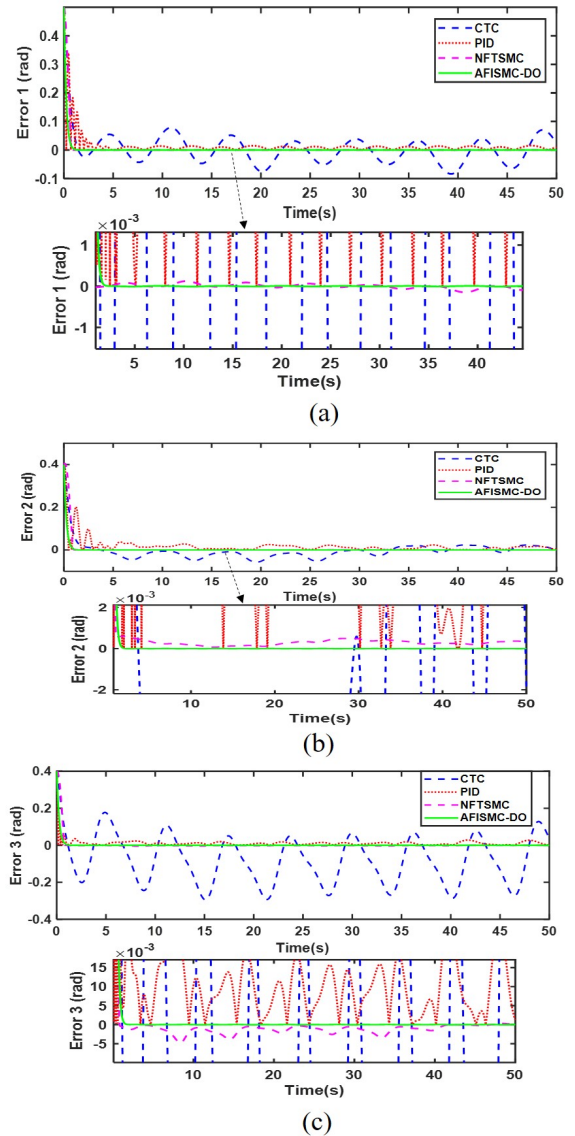 0.4
0.3
0.2
0.1
0
-0.1
Error 1 (rad)
CTC
PID
NFTSMC
AFISMC-DO
0 5 10 15 20 25 30 35 40 45 50
Time(s)
×10⁻³
1
0
-1
Error 1 (rad)
5 10 15 20 25 30 35 40
Time(s)
(a)
0.4
0.2
0
Error 2 (rad)
CTC
PID
NFTSMC
AFISMC-DO
0 5 10 15 20 25 30 35 40 45 50
Time(s)
×10⁻³
2
0
-2
Error 2 (rad)
10 20 30 40 50
Time(s)
(b)
0.4
0.2
0
-0.2
-0.4
Error 3 (rad)
CTC
PID
NFTSMC
AFISMC-DO
0 5 10 15 20 25 30 35 40 45 50
Time(s)
×10⁻³
15
10
5
0
-5
Error 3 (rad)
10 20 30 40 50
Time(s)
(c)